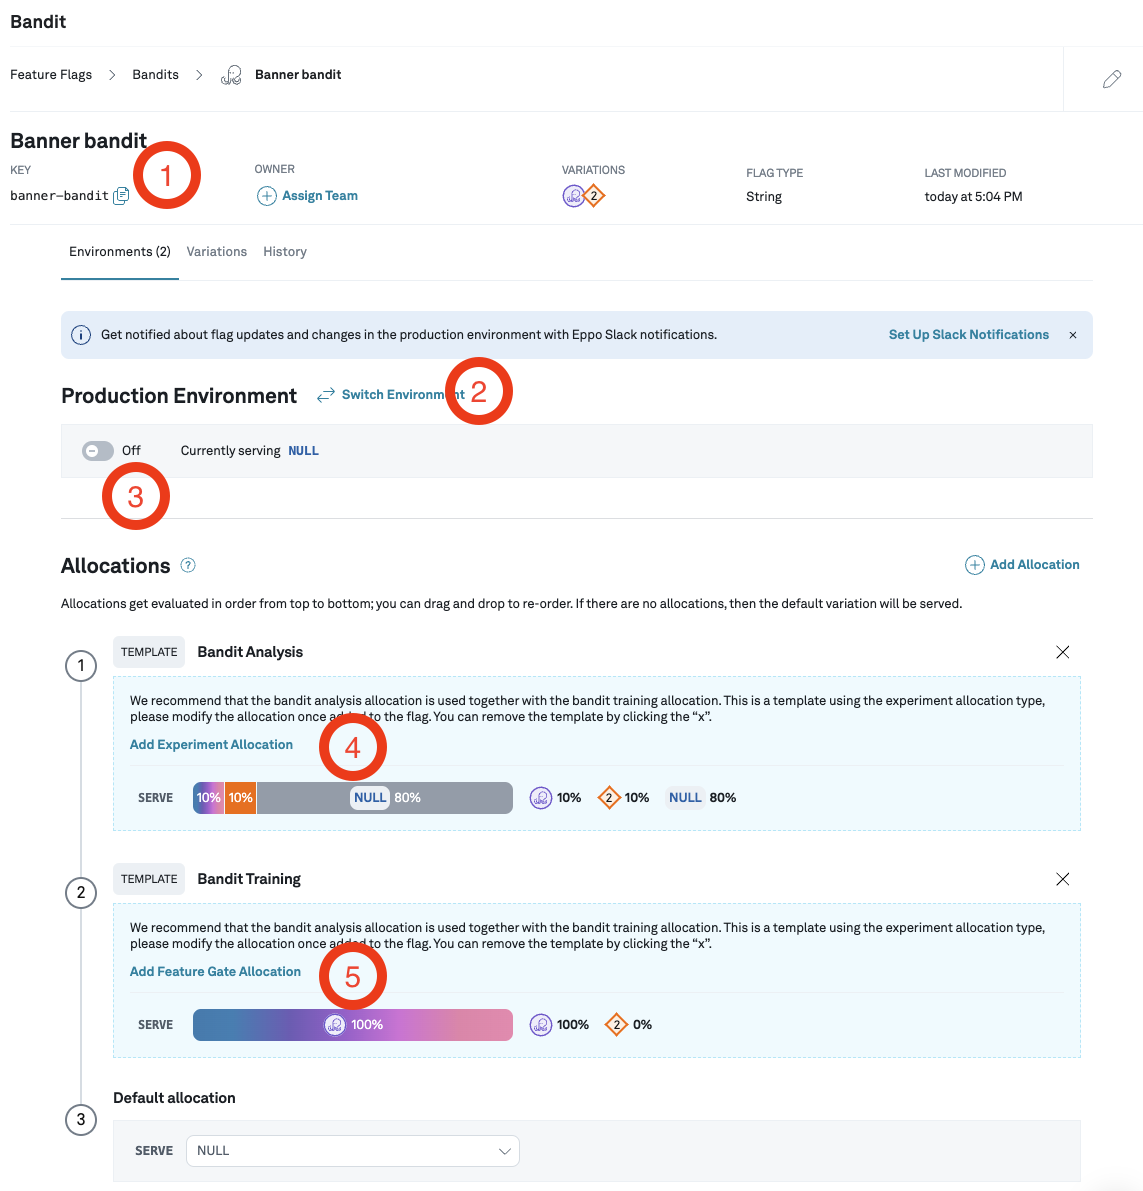 Bandit
Feature Flags > Bandits > Banner bandit
Banner bandit
KEY
OWNER
VARIATIONS
FLAG TYPE
LAST MODIFIED
banner-bandit
1
Assign Team
2
String
today at 5:04 PM
Environments (2) Variations History
Get notified about flag updates and changes in the production environment with Eppo Slack notifications.
Set Up Slack Notifications
Production Environment
Switch Environment
2
Off
Currently serving NULL
3
Allocations ?
Add Allocation
Allocations get evaluated in order from top to bottom; you can drag and drop to re-order. If there are no allocations, then the default variation will be served.
1
TEMPLATE Bandit Analysis
We recommend that the bandit analysis allocation is used together with the bandit training allocation. This is a template using the experiment allocation type,
please modify the allocation once added to the flag. You can remove the template by clicking the “x”.
Add Experiment Allocation
4
SERVE 10% 10% NULL 80% 10% 2 10% NULL 80%
2
TEMPLATE Bandit Training
We recommend that the bandit analysis allocation is used together with the bandit training allocation. This is a template using the experiment allocation type,
please modify the allocation once added to the flag. You can remove the template by clicking the “x”.
Add Feature Gate Allocation
5
SERVE 100% 100% 2 0%
Default allocation
3
SERVE NULL